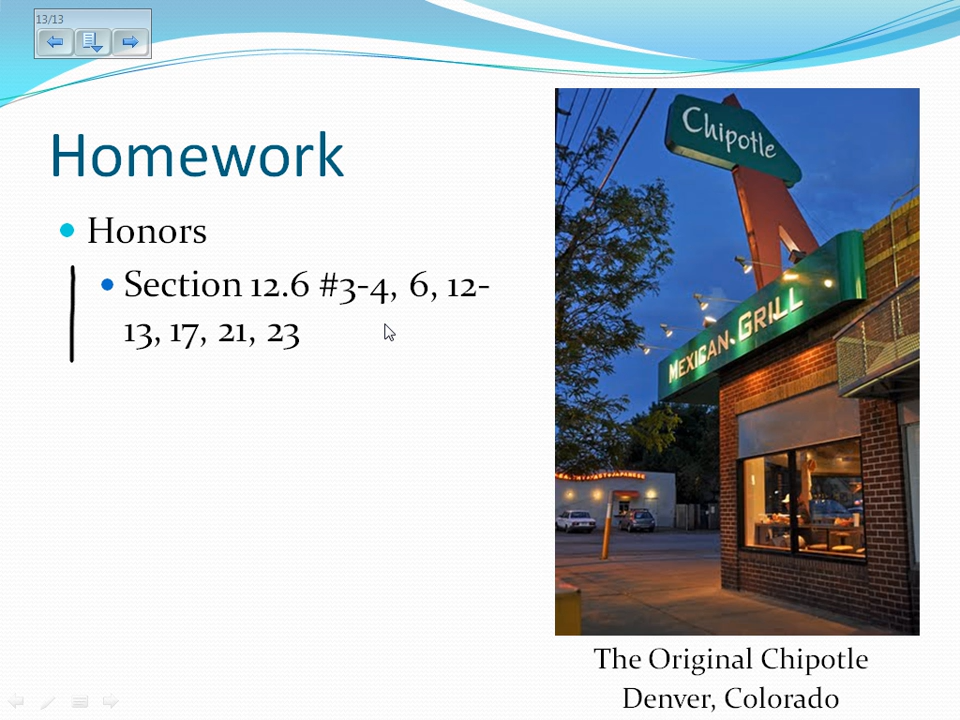 13/13
Homework
Honors
Section 12.6 #3-4, 6, 12-
13, 17, 21, 23
Chipotle
MEXICAN GRILL
The Original Chipotle
Denver, Colorado